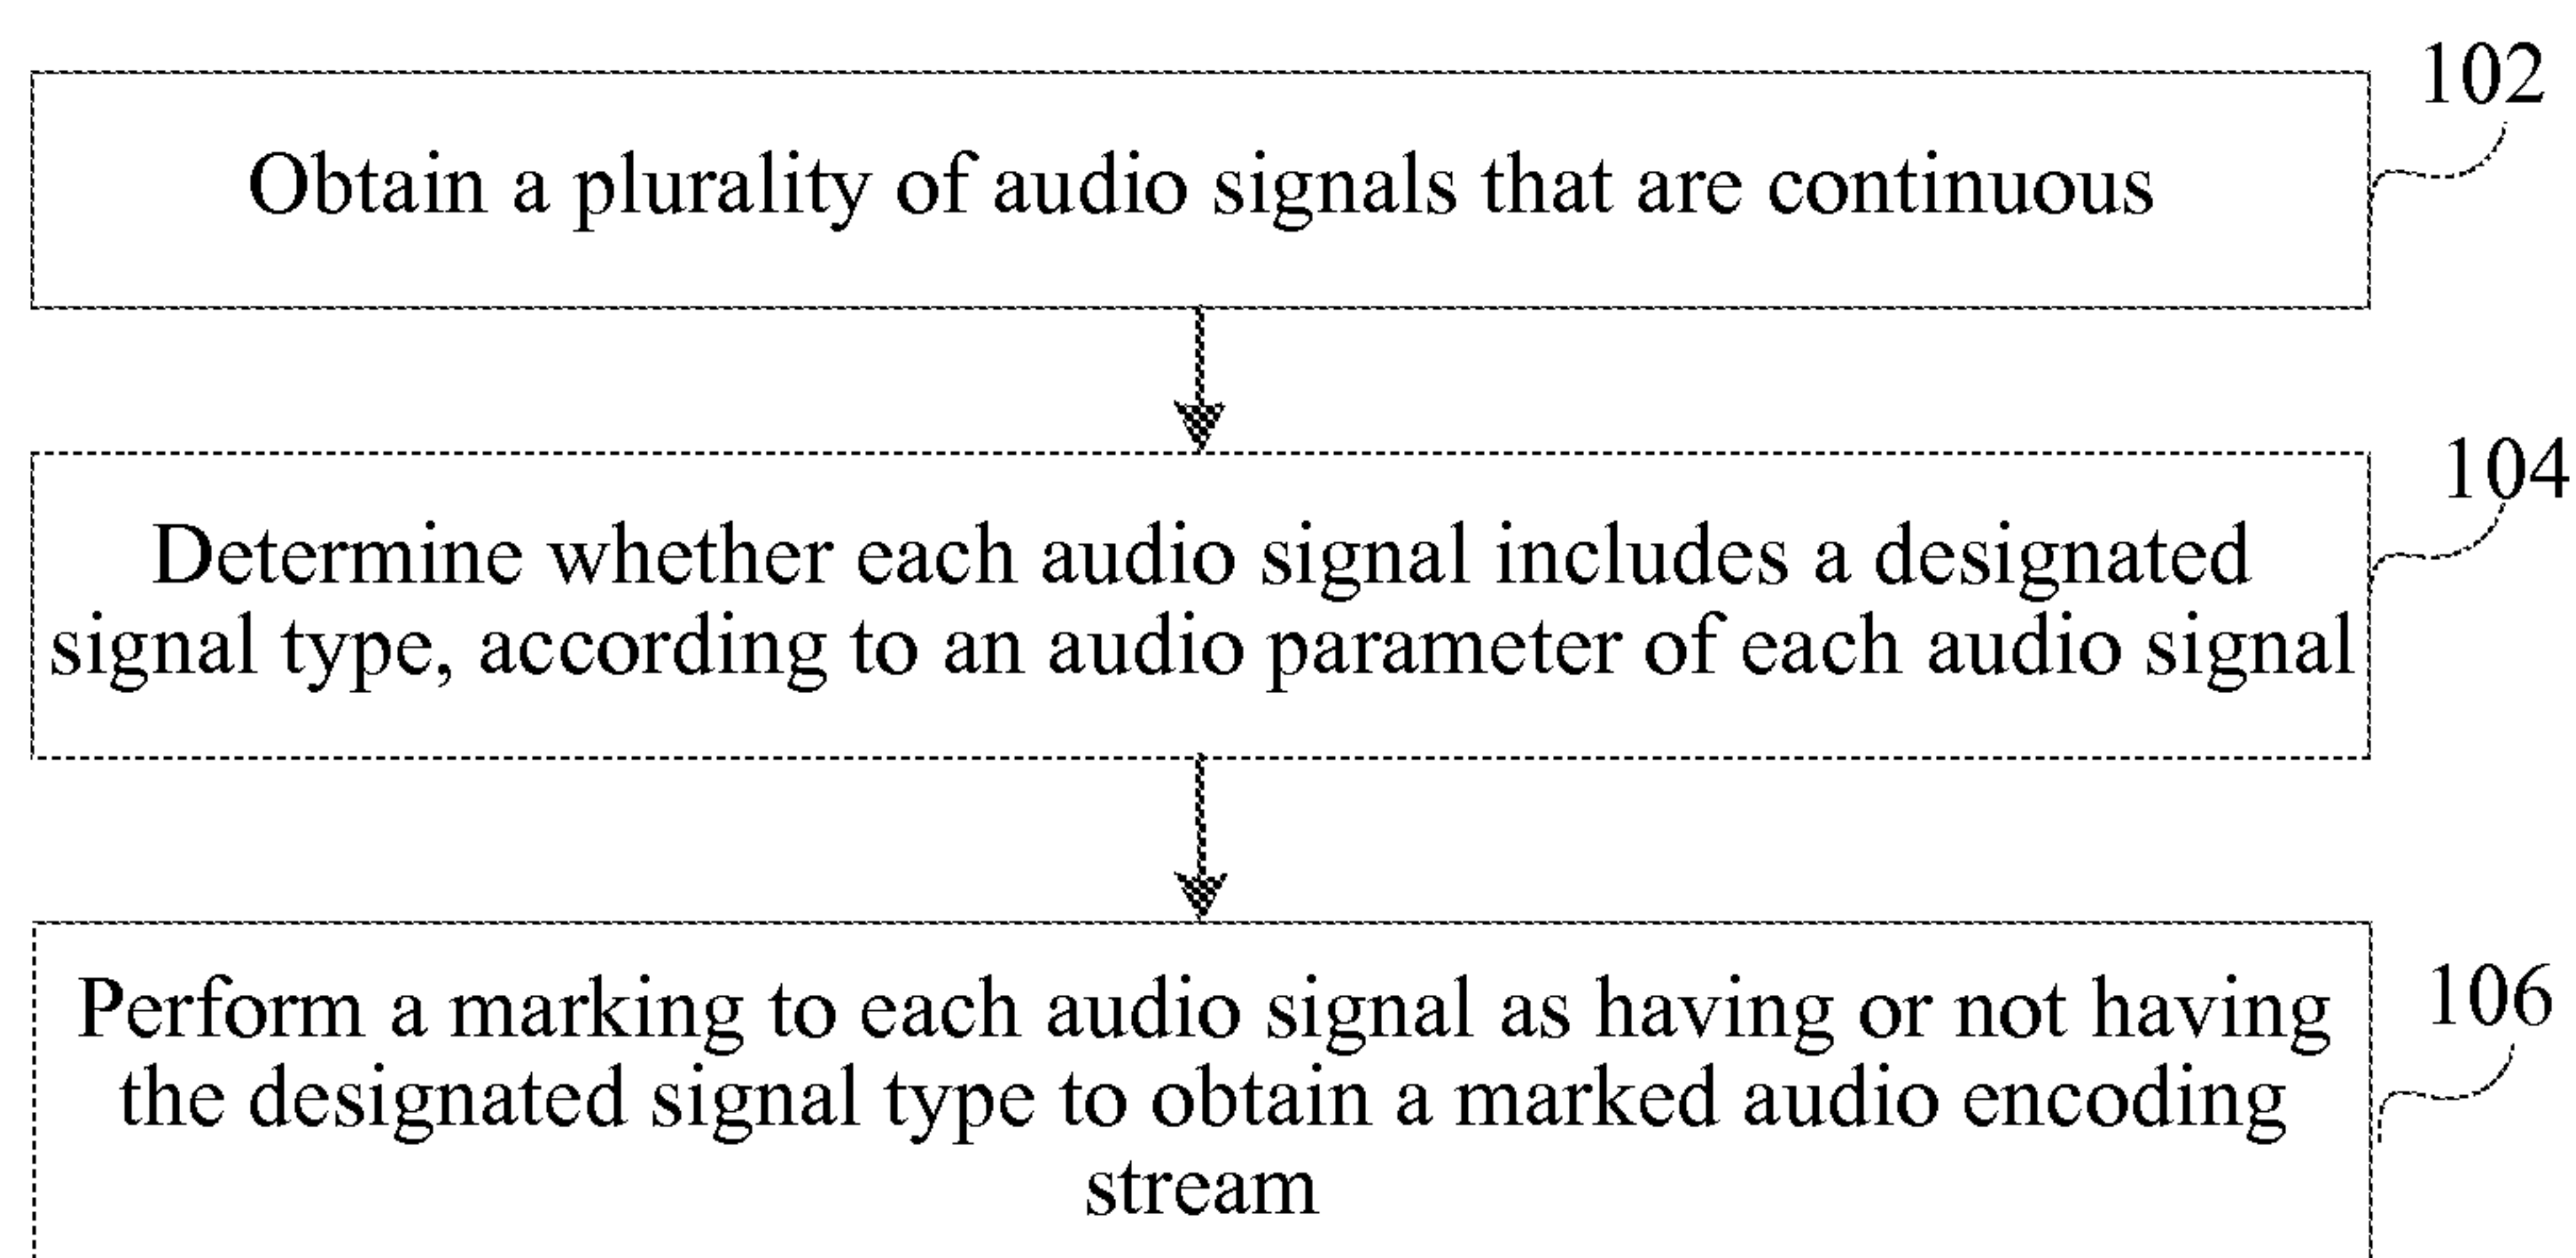 102
Obtain a plurality of audio signals that are continuous
104
Determine whether each audio signal includes a designated
signal type, according to an audio parameter of each audio signal
106
Perform a marking to each audio signal as having or not having
the designated signal type to obtain a marked audio encoding
stream